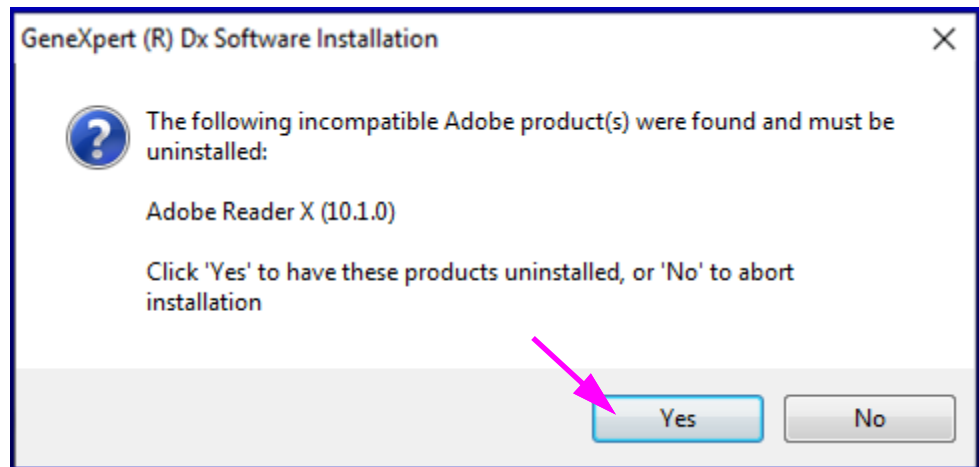 GeneXpert (R) Dx Software Installation
The following incompatible Adobe product(s) were found and must be
uninstalled:
Adobe Reader X (10.1.0)
Click 'Yes' to have these products uninstalled, or 'No' to abort
installation
Yes No